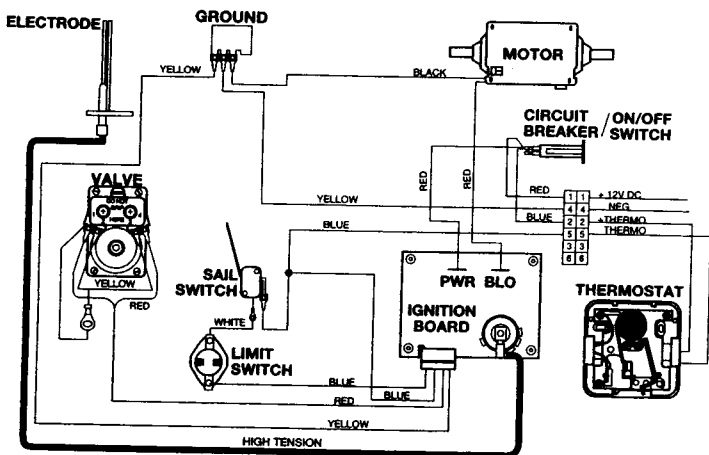 ELECTRODE
GROUND
MOTOR
YELLOW
BLACK
CIRCUIT
BREAKER
/ ON/OFF
SWITCH
RED
RED
VALVE
YELLOW
RED
1 1 + 12V DC
4 4 NEG
BLUE
2 2 +THERMO
BLUE
5 5 THERMO
3 3
6 6
YELLOW
RED
SAIL
SWITCH
PWR BLO
IGNITION
BOARD
THERMOSTAT
WHITE
LIMIT
SWITCH
BLUE
BLUE
RED
YELLOW
HIGH TENSION